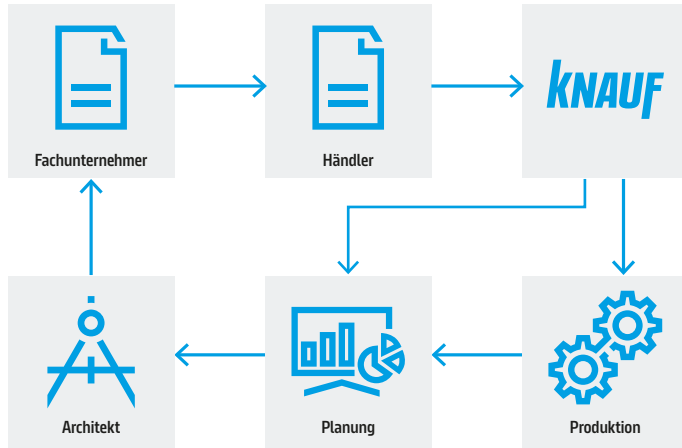 Fachunternehmer
Händler
KNAUF
Architekt
Planung
Produktion